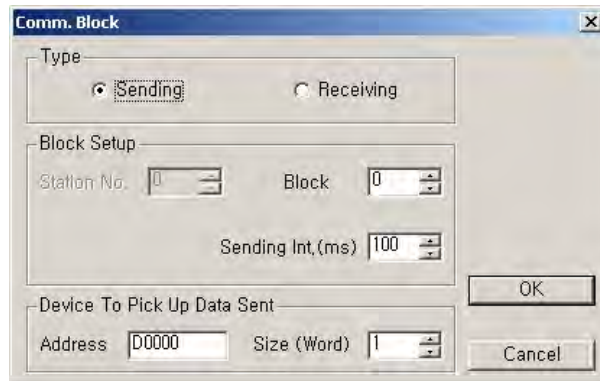 Comm. Block
Type
Sending Receiving
Block Setup
Station No. 0 Block 0
Sending Int,(ms) 100
Device To Pick Up Data Sent
Address D0000 Size (Word) 1
OK
Cancel